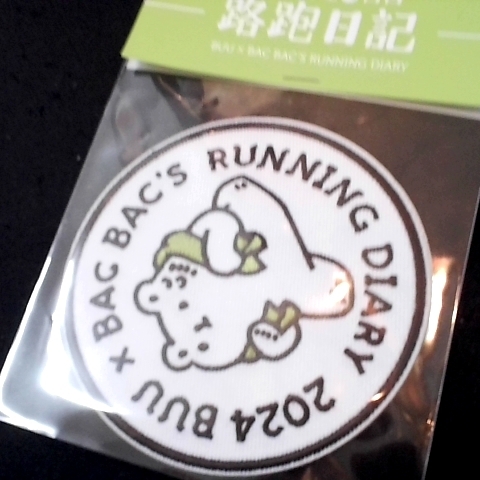 路跑日記
BUU × BAC BAC'S RUNNING DIARY
2024 BUU × BAC BAC'S RUNNING DIARY